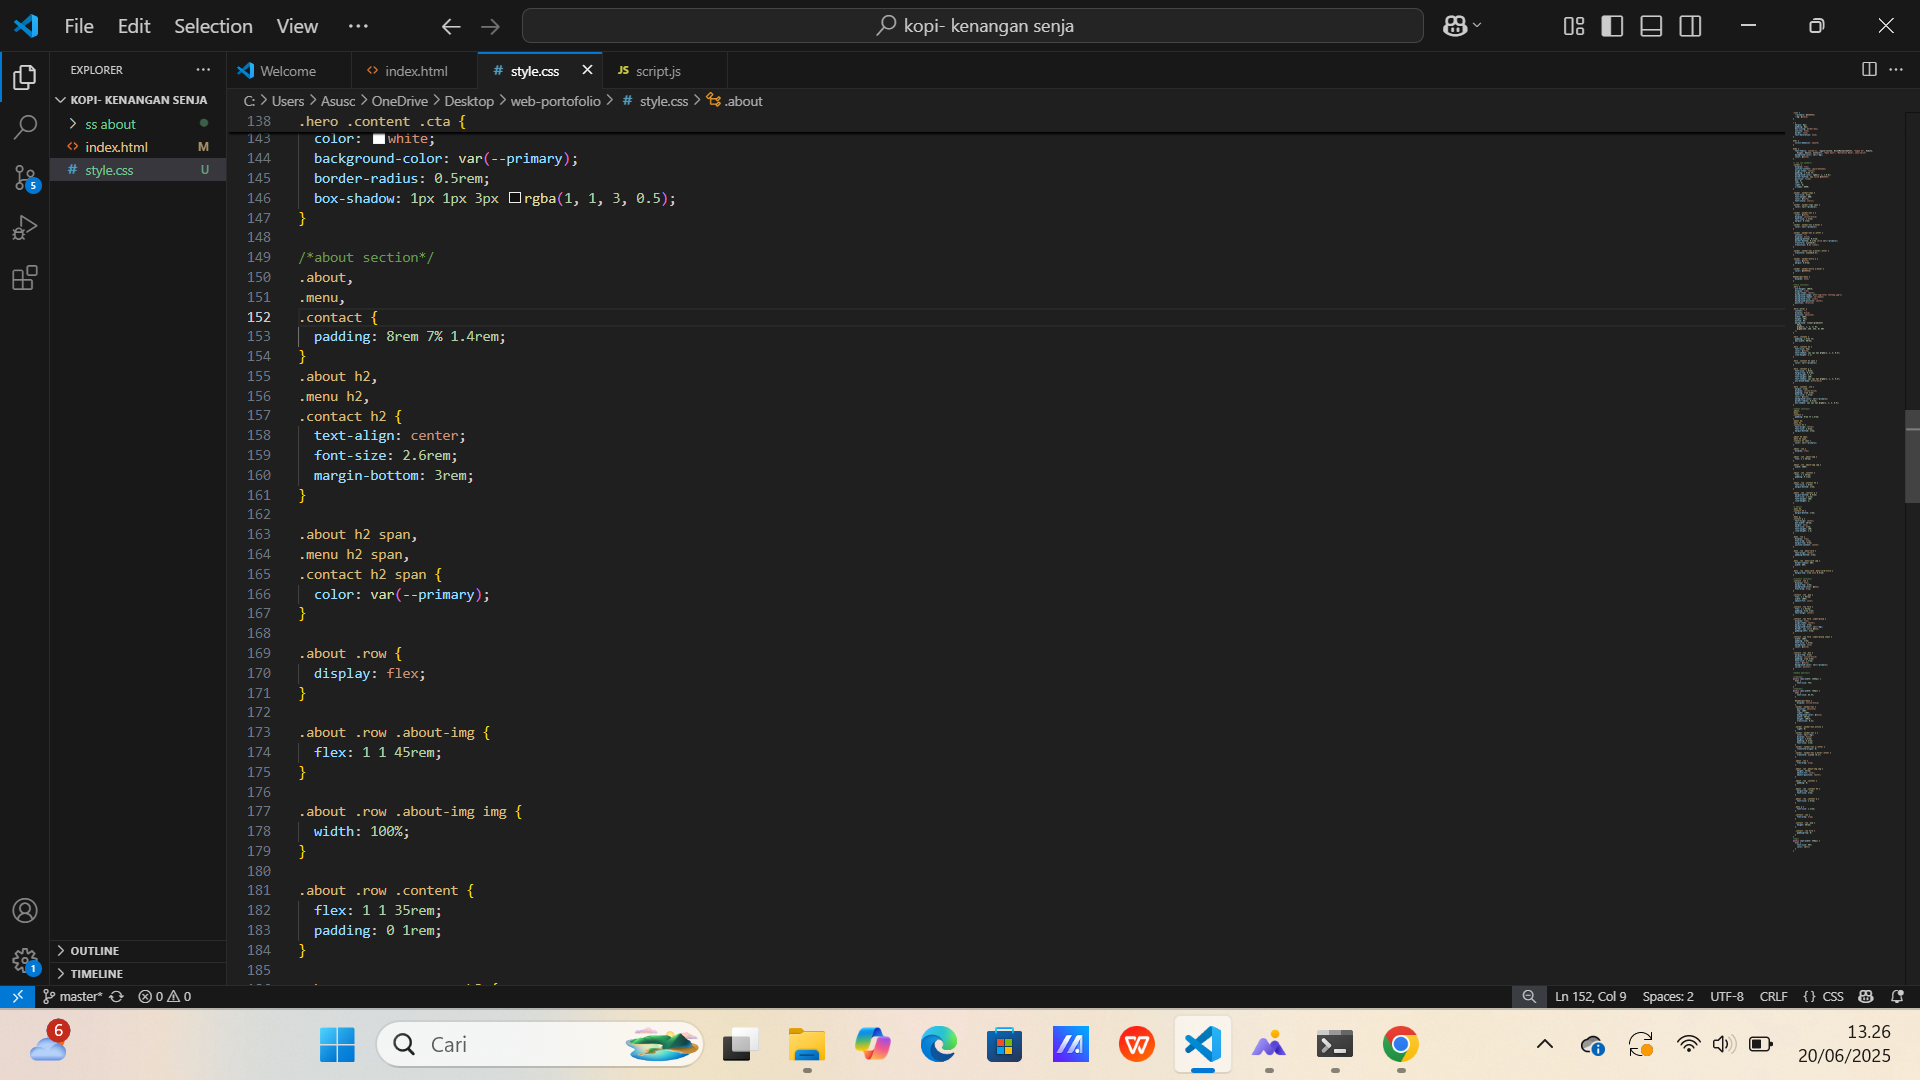 File Edit Selection View ···
kopi- kenangan senja
EXPLORER
Welcome
index.html
style.css
JS script.js
KOPI- KENANGAN SENJA
ss about
index.html M
style.css U
C: > Users > Asusc > OneDrive > Desktop > web-portofolio > # style.css > .about
138 .hero .content .cta {
143 color: white;
144 background-color: var(--primary);
145 border-radius: 0.5rem;
146 box-shadow: 1px 1px 3px rgba(1, 1, 3, 0.5);
147 }
148
149 /*about section*/
150 .about,
151 .menu,
152 .contact {
153 padding: 8rem 7% 1.4rem;
154 }
155 .about h2,
156 .menu h2,
157 .contact h2 {
158 text-align: center;
159 font-size: 2.6rem;
160 margin-bottom: 3rem;
161 }
162
163 .about h2 span,
164 .menu h2 span,
165 .contact h2 span {
166 color: var(--primary);
167 }
168
169 .about .row {
170 display: flex;
171 }
172
173 .about .row .about-img {
174 flex: 1 1 45rem;
175 }
176
177 .about .row .about-img img {
178 width: 100%;
179 }
180
181 .about .row .content {
182 flex: 1 1 35rem;
183 padding: 0 1rem;
184 }
185
5
1
OUTLINE
TIMELINE
master* 0 0
Ln 152, Col 9 Spaces: 2 UTF-8 CRLF {} CSS
6
Cari
13.26
20/06/2025